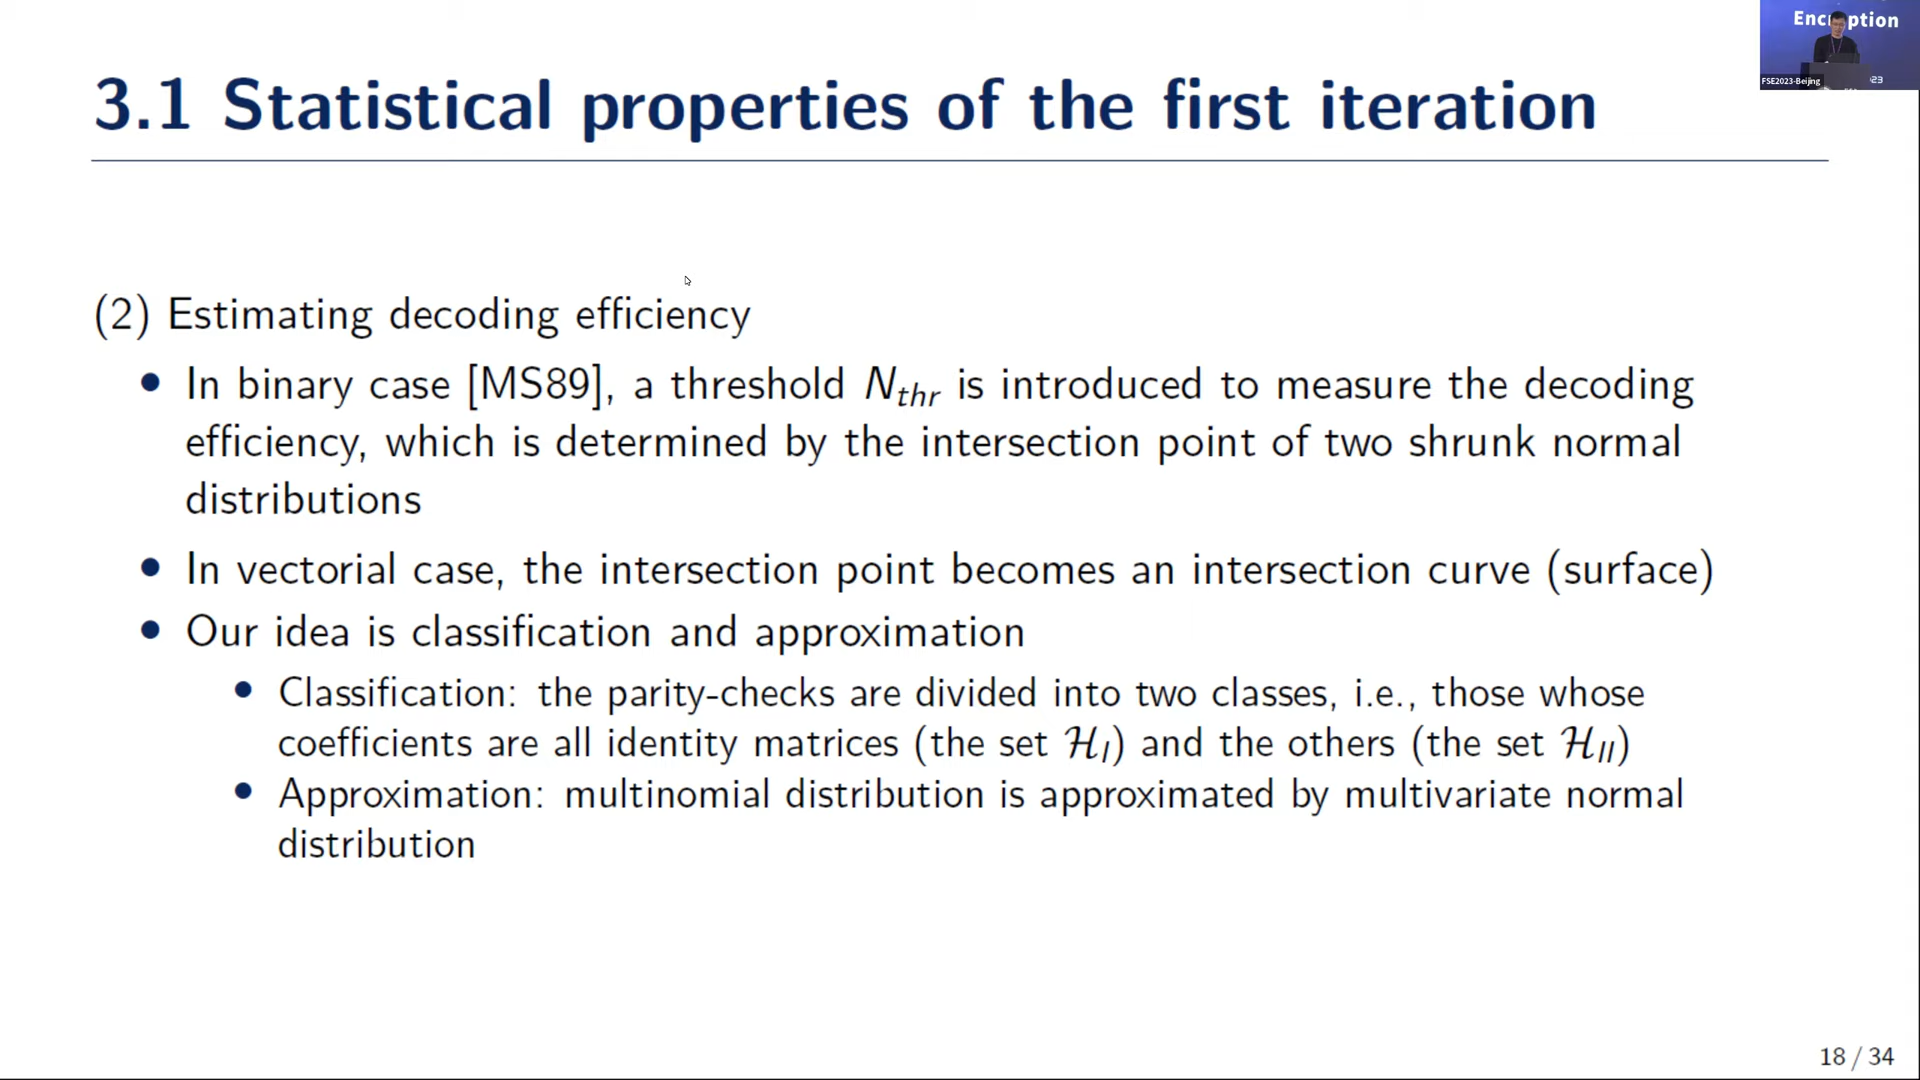 Encryption
FSE2023-Beijing
3.1 Statistical properties of the first iteration
(2) Estimating decoding efficiency
• In binary case [MS89], a threshold N_thr is introduced to measure the decoding
efficiency, which is determined by the intersection point of two shrunk normal
distributions
• In vectorial case, the intersection point becomes an intersection curve (surface)
• Our idea is classification and approximation
• Classification: the parity-checks are divided into two classes, i.e., those whose
coefficients are all identity matrices (the set ℋ_I) and the others (the set ℋ_II)
• Approximation: multinomial distribution is approximated by multivariate normal
distribution
18 / 34